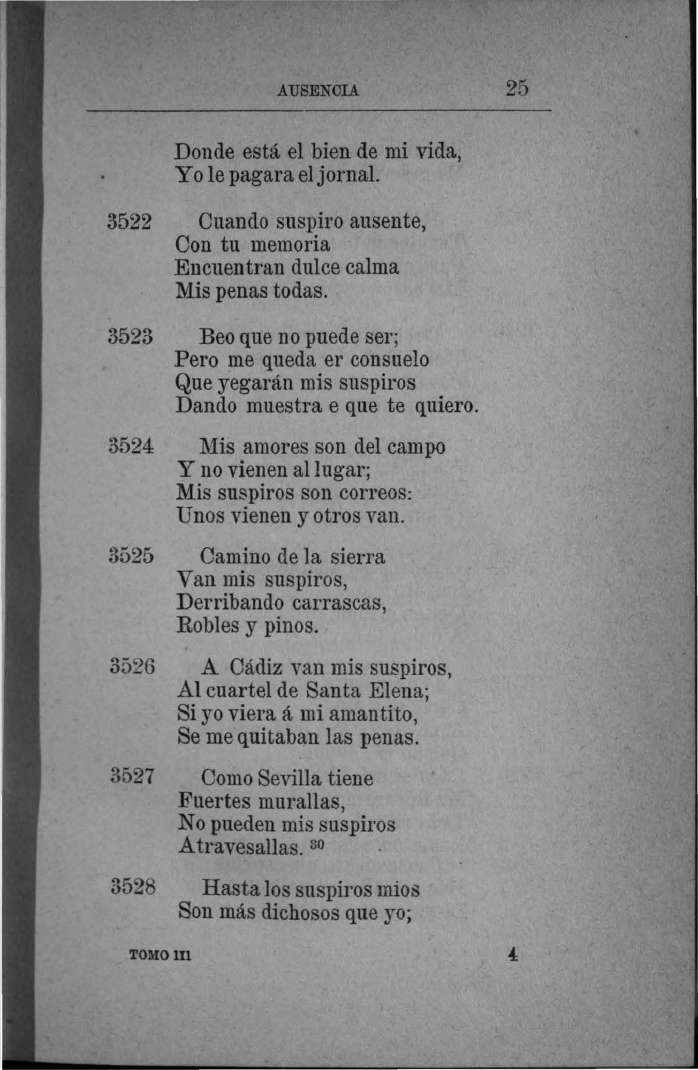 AUSENCIA 25
Donde está el bien de mi vida,
Yo le pagara el jornal.
3522 Cuando suspiro ausente,
Con tu memoria
Encuentran dulce calma
Mis penas todas.
3523 Beo que no puede ser;
Pero me queda er consuelo
Que yegarán mis suspiros
Dando muestra e que te quiero.
3524 Mis amores son del campo
Y no vienen al lugar;
Mis suspiros son correos:
Unos vienen y otros van.
3525 Camino de la sierra
Van mis suspiros,
Derribando carrascas,
Robles y pinos.
3526 A Cádiz van mis suspiros,
Al cuartel de Santa Elena;
Si yo viera á mi amantito,
Se me quitaban las penas.
3527 Como Sevilla tiene
Fuertes murallas,
No pueden mis suspiros
Atravesallas. 30
3528 Hasta los suspiros mios
Son más dichosos que yo;
TOMO III 4